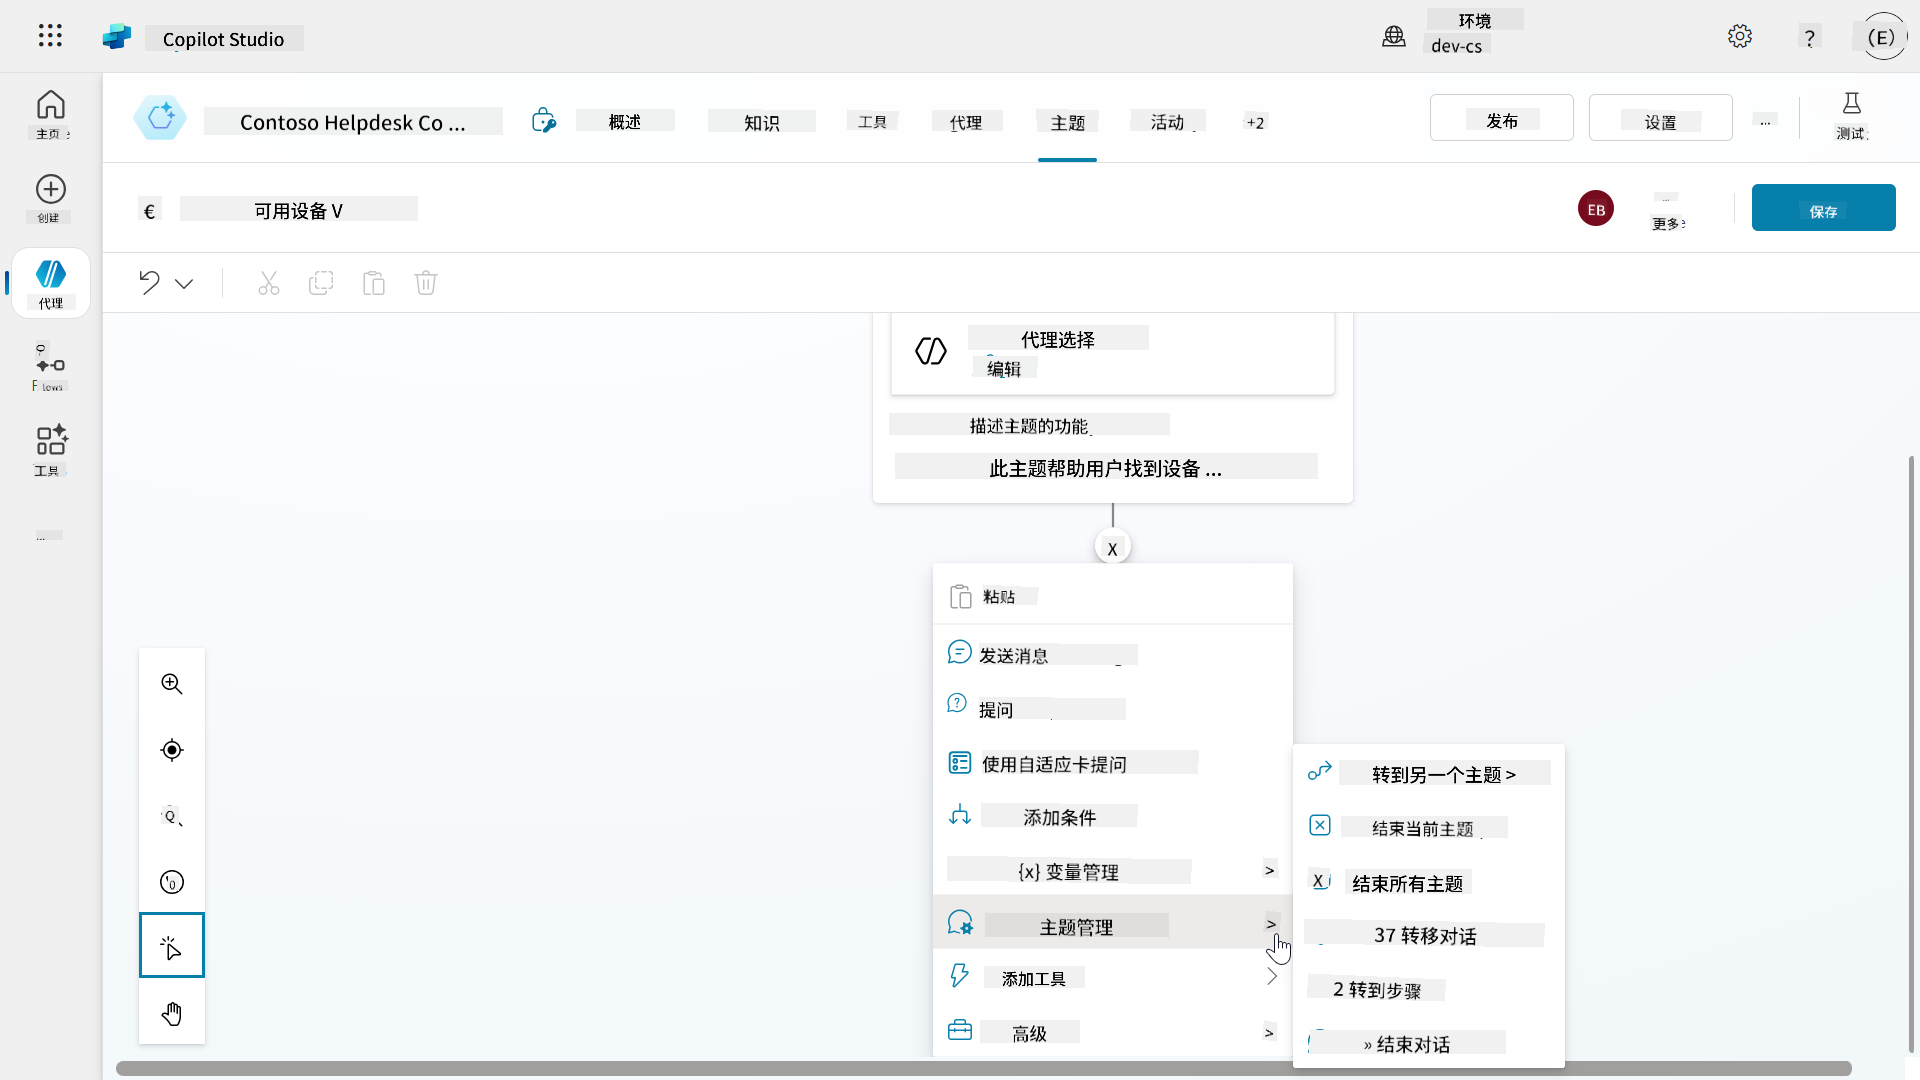 Copilot Studio
环境
dev-cs
?
(E)
主页
Contoso Helpdesk Co ...
概述
知识
工具
代理
主题
活动
+2
发布
设置
...
测试
创建
€
可用设备 V
EB
...
更多
保存
代理
Flows
工具
...
代理选择
编辑
描述主题的功能
此主题帮助用户找到设备 ...
X
粘贴
发送消息
提问
使用自适应卡提问
添加条件
{x} 变量管理 >
主题管理 >
添加工具
高级 >
转到另一个主题 >
结束当前主题
X 结束所有主题
37 转移对话
2 转到步骤
» 结束对话